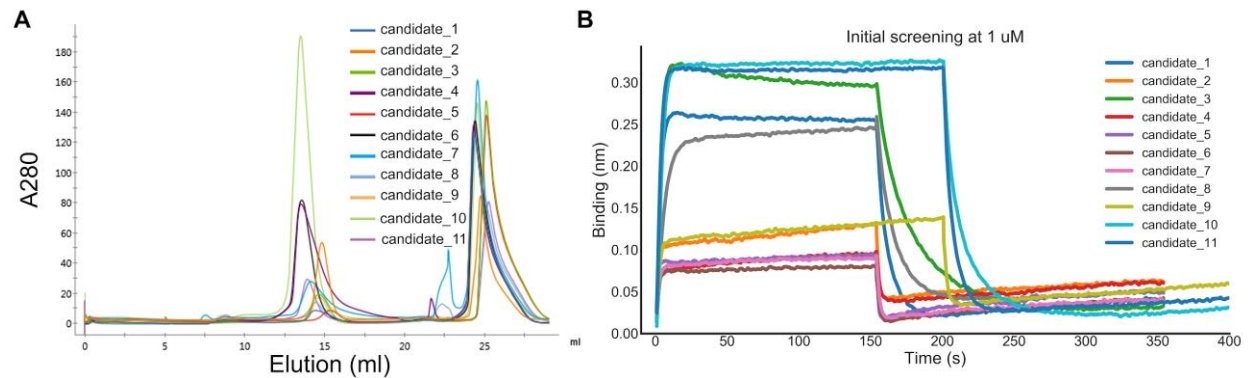 A
A280
180
160
140
120
100
80
60
40
20
0
0
5
10
15
20
25
ml
Elution (ml)
candidate_1
candidate_2
candidate_3
candidate_4
candidate_5
candidate_6
candidate_7
candidate_8
candidate_9
candidate_10
candidate_11
B
Initial screening at 1 uM
Binding (nm)
0.30
0.25
0.20
0.15
0.10
0.05
0.00
0
50
100
150
200
250
300
350
400
Time (s)
candidate_1
candidate_2
candidate_3
candidate_4
candidate_5
candidate_6
candidate_7
candidate_8
candidate_9
candidate_10
candidate_11